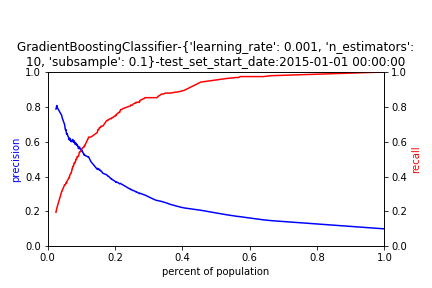 GradientBoostingClassifier-{'learning_rate': 0.001, 'n_estimators':
10, 'subsample': 0.1}-test_set_start_date:2015-01-01 00:00:00
1.0
0.8
0.6
0.4
0.2
0.0
precision
1.0
0.8
0.6
0.4
0.2
0.0
recall
0.0 0.2 0.4 0.6 0.8 1.0
percent of population